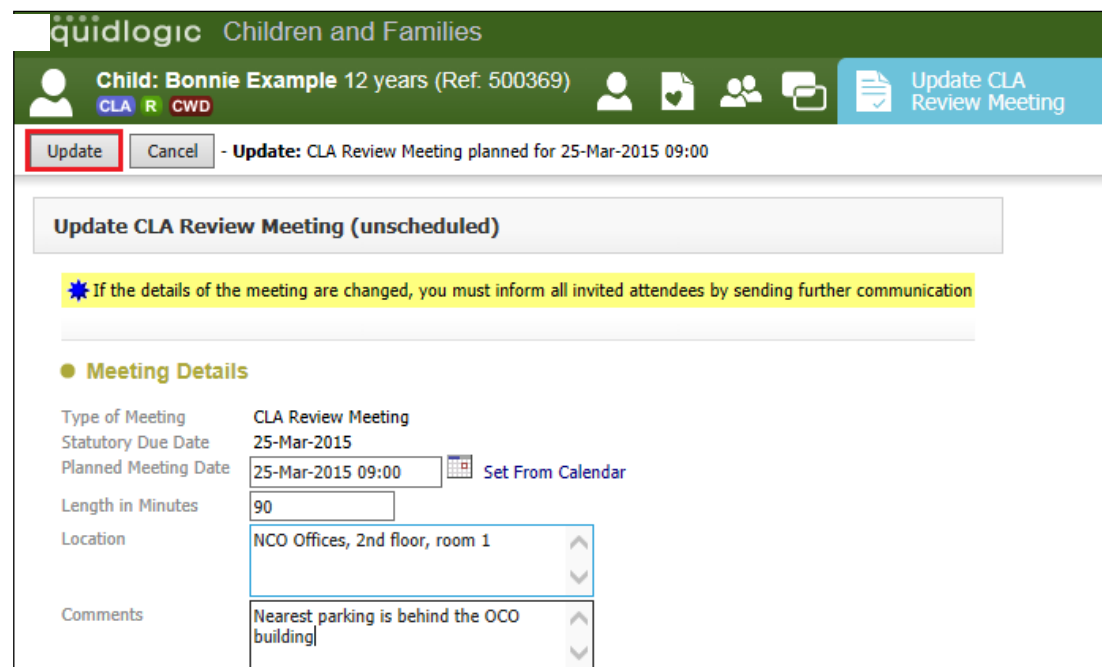 quidlogic Children and Families
Child: Bonnie Example 12 years (Ref: 500369)
CLA R CWD
Update CLA
Review Meeting
Update Cancel - Update: CLA Review Meeting planned for 25-Mar-2015 09:00
Update CLA Review Meeting (unscheduled)
If the details of the meeting are changed, you must inform all invited attendees by sending further communication
Meeting Details
Type of Meeting CLA Review Meeting
Statutory Due Date 25-Mar-2015
Planned Meeting Date 25-Mar-2015 09:00 Set From Calendar
Length in Minutes 90
Location NCO Offices, 2nd floor, room 1
Comments Nearest parking is behind the OCO
building